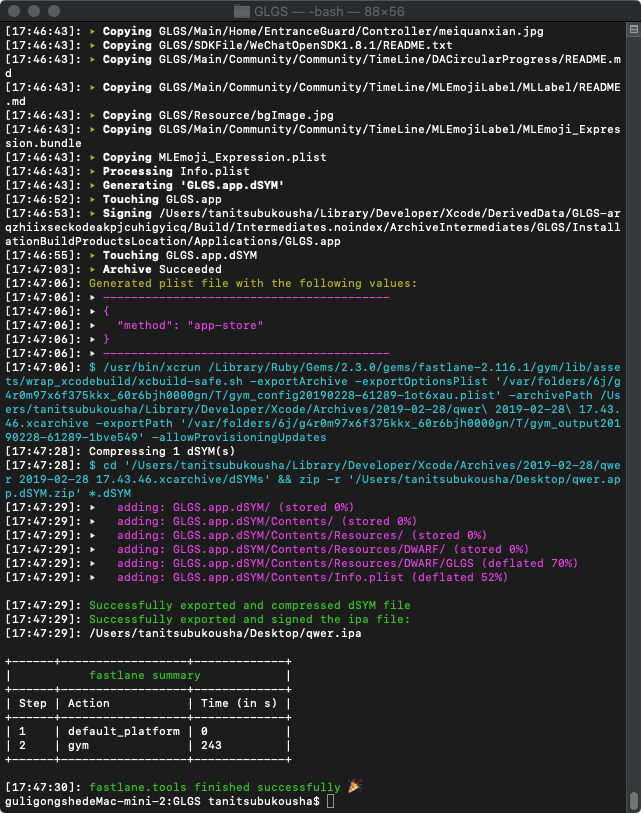 GLGS — -bash — 88×56
[17:46:43]: ▸ Copying GLGS/Main/Home/EntranceGuard/Controller/meiquanxian.jpg
[17:46:43]: ▸ Copying GLGS/SDKFile/WeChatOpenSDK1.8.1/README.txt
[17:46:43]: ▸ Copying GLGS/Main/Community/Community/TimeLine/DACircularProgress/README.m
d
[17:46:43]: ▸ Copying GLGS/Main/Community/Community/TimeLine/MLEmojiLabel/MLLabel/README
.md
[17:46:43]: ▸ Copying GLGS/Resource/bgImage.jpg
[17:46:43]: ▸ Copying GLGS/Main/Community/Community/TimeLine/MLEmojiLabel/MLEmoji_Expres
sion.bundle
[17:46:43]: ▸ Copying MLEmoji_Expression.plist
[17:46:43]: ▸ Processing Info.plist
[17:46:43]: ▸ Generating 'GLGS.app.dSYM'
[17:46:52]: ▸ Touching GLGS.app
[17:46:53]: ▸ Signing /Users/tanitsubukousha/Library/Developer/Xcode/DerivedData/GLGS-ar
qzhiixseckodeakpjcuhigyicq/Build/Intermediates.noindex/ArchiveIntermediates/GLGS/Install
ationBuildProductsLocation/Applications/GLGS.app
[17:46:55]: ▸ Touching GLGS.app.dSYM
[17:47:03]: ▸ Archive Succeeded
[17:47:06]: Generated plist file with the following values:
[17:47:06]: ▸ -----------------------------------------
[17:47:06]: ▸ {
[17:47:06]: ▸   "method": "app-store"
[17:47:06]: ▸ }
[17:47:06]: ▸ -----------------------------------------
[17:47:06]: $ /usr/bin/xcrun /Library/Ruby/Gems/2.3.0/gems/fastlane-2.116.1/gym/lib/asse
ts/wrap_xcodebuild/xcbuild-safe.sh -exportArchive -exportOptionsPlist '/var/folders/6j/g
4r0m97x6f375kkx_60r6bjh0000gn/T/gym_config20190228-61289-1ot6xau.plist' -archivePath /Us
ers/tanitsubukousha/Library/Developer/Xcode/Archives/2019-02-28/qwer\ 2019-02-28\ 17.43.
46.xcarchive -exportPath '/var/folders/6j/g4r0m97x6f375kkx_60r6bjh0000gn/T/gym_output201
90228-61289-1bve549' -allowProvisioningUpdates
[17:47:28]: Compressing 1 dSYM(s)
[17:47:28]: $ cd '/Users/tanitsubukousha/Library/Developer/Xcode/Archives/2019-02-28/qwe
r 2019-02-28 17.43.46.xcarchive/dSYMs' && zip -r '/Users/tanitsubukousha/Desktop/qwer.ap
p.dSYM.zip' *.dSYM
[17:47:29]: ▸   adding: GLGS.app.dSYM/ (stored 0%)
[17:47:29]: ▸   adding: GLGS.app.dSYM/Contents/ (stored 0%)
[17:47:29]: ▸   adding: GLGS.app.dSYM/Contents/Resources/ (stored 0%)
[17:47:29]: ▸   adding: GLGS.app.dSYM/Contents/Resources/DWARF/ (stored 0%)
[17:47:29]: ▸   adding: GLGS.app.dSYM/Contents/Resources/DWARF/GLGS (deflated 70%)
[17:47:29]: ▸   adding: GLGS.app.dSYM/Contents/Info.plist (deflated 52%)
[17:47:29]: Successfully exported and compressed dSYM file
[17:47:29]: Successfully exported and signed the ipa file:
[17:47:29]: /Users/tanitsubukousha/Desktop/qwer.ipa
+------+------------------+-------------+
|           fastlane summary            |
+------+------------------+-------------+
| Step | Action           | Time (in s) |
+------+------------------+-------------+
| 1    | default_platform | 0           |
| 2    | gym              | 243         |
+------+------------------+-------------+
[17:47:30]: fastlane.tools finished successfully 🎉
guligongshedeMac-mini-2:GLGS tanitsubukousha$